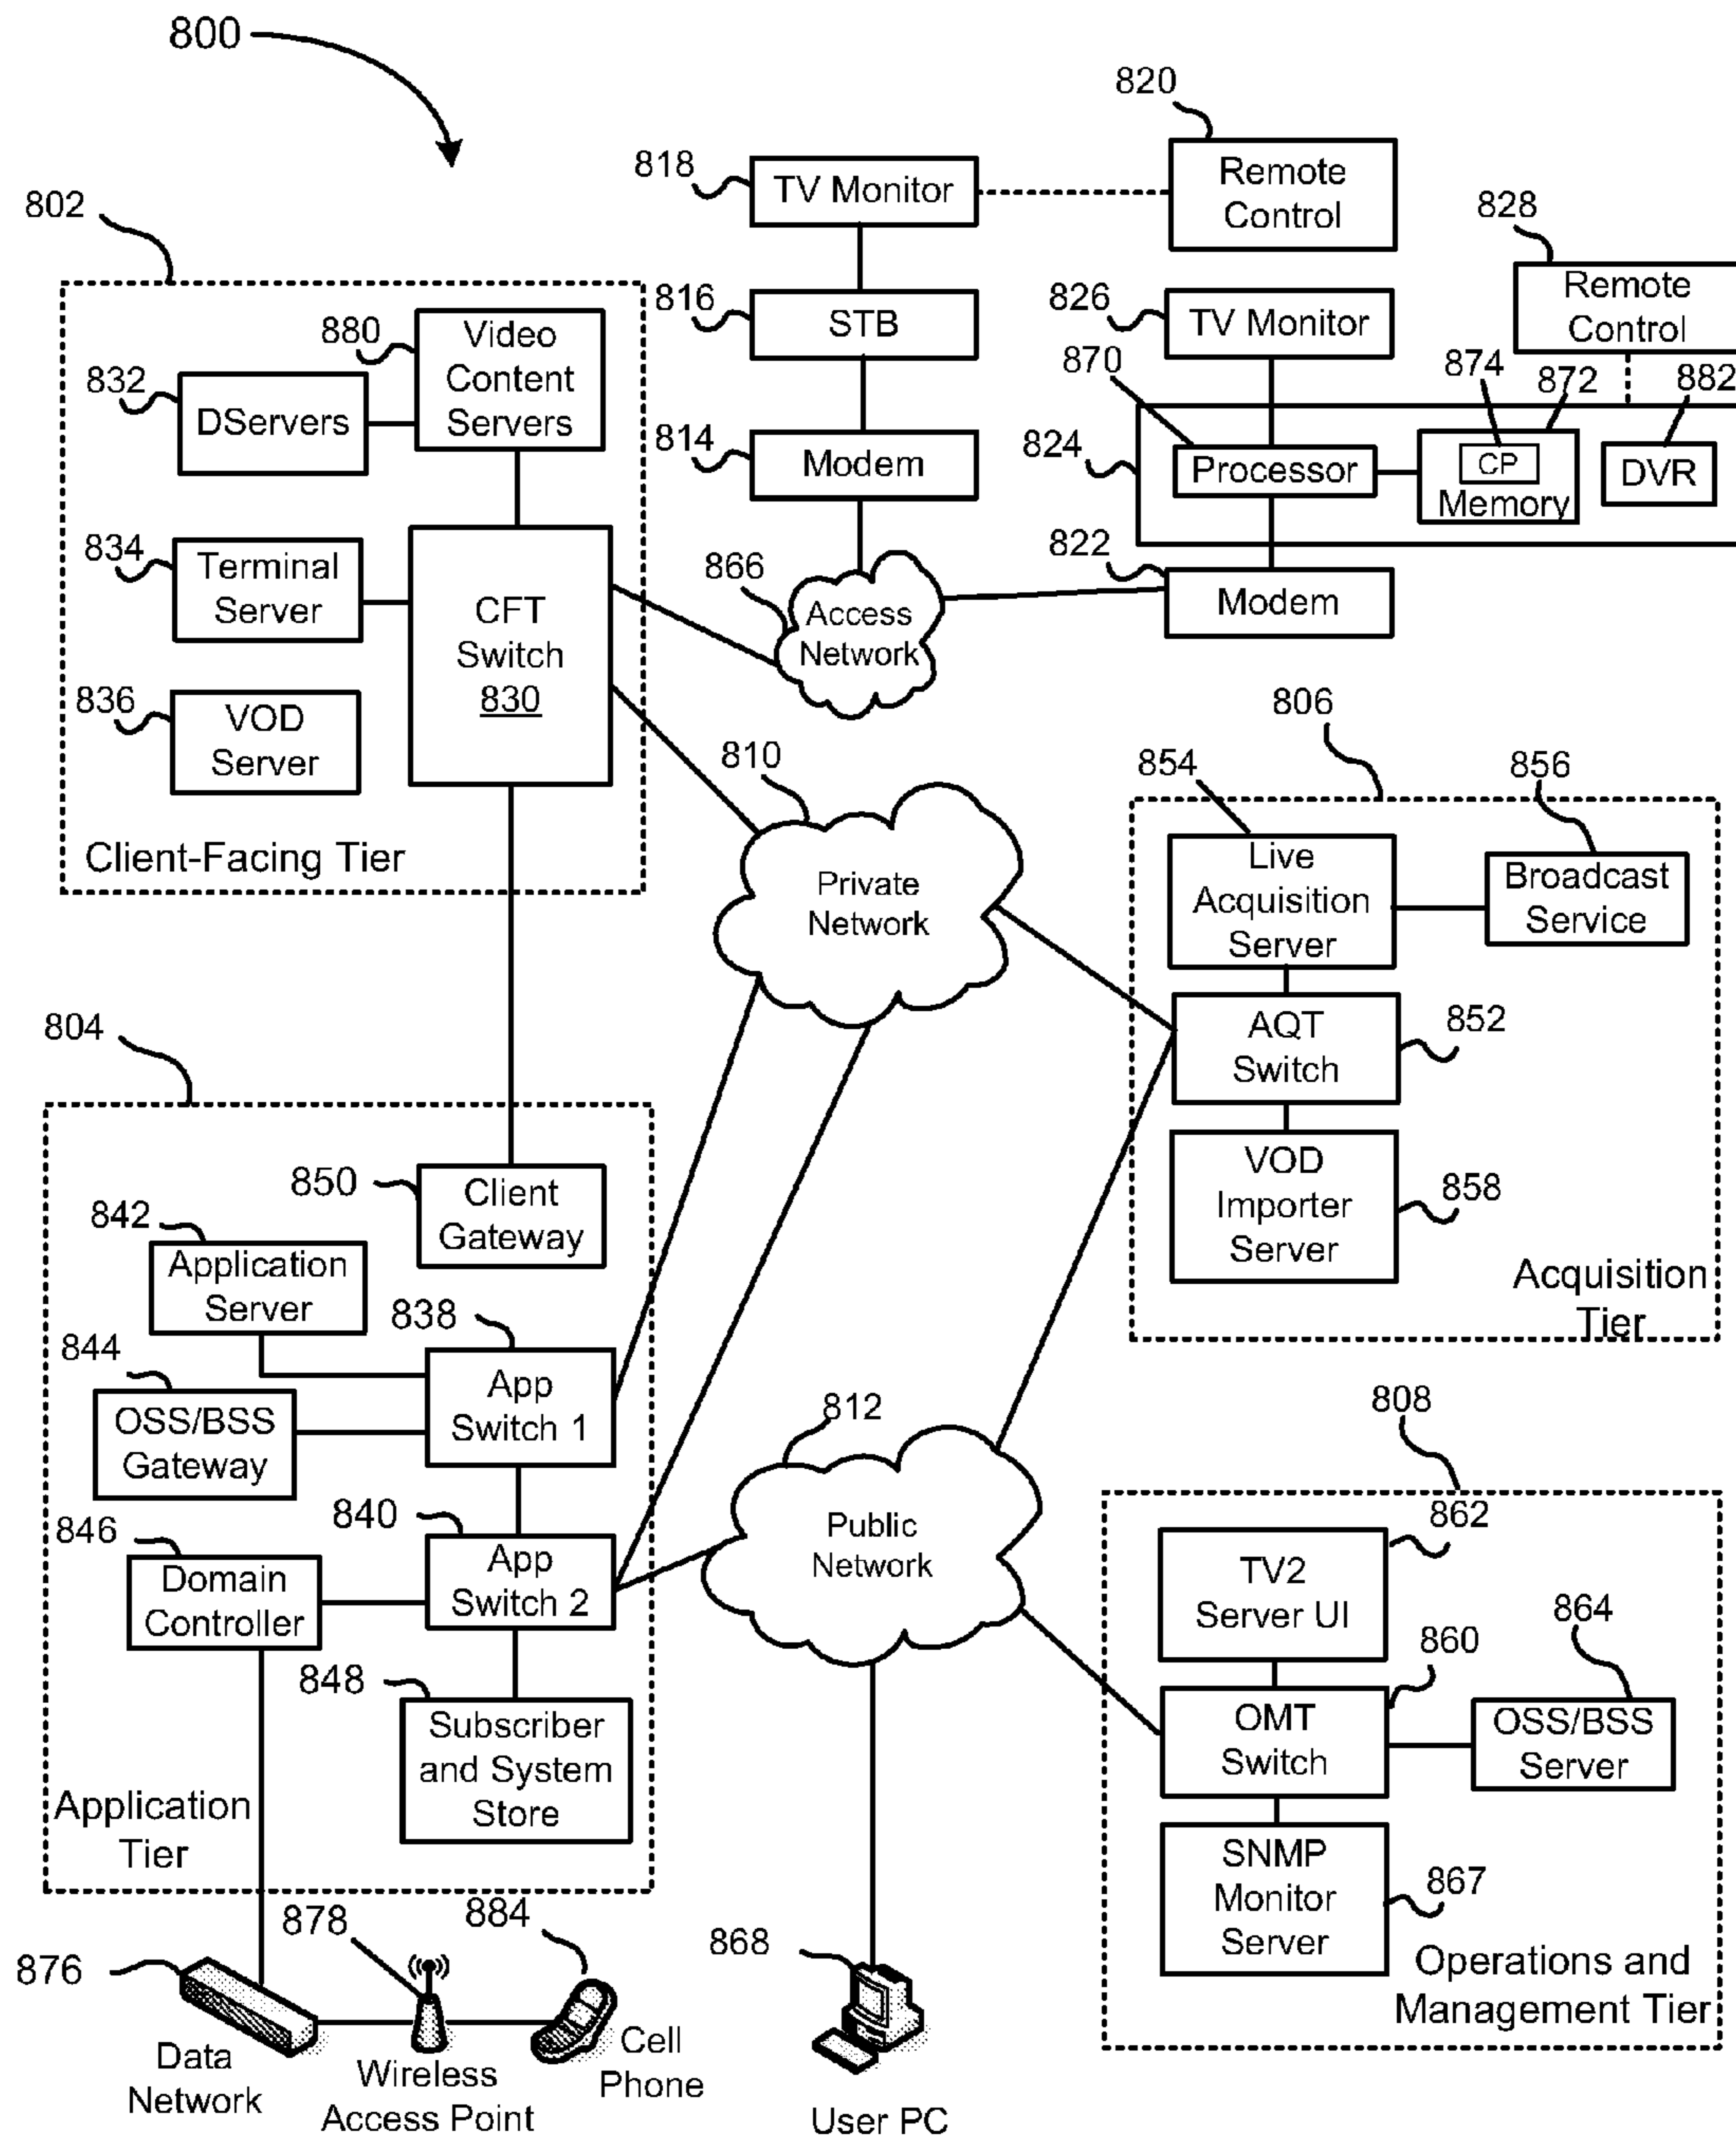 800
820
818
TV Monitor
Remote
Control
802
828
816
STB
826
TV Monitor
Remote
Control
880
Video
Content
Servers
832
DServers
870
874
872
882
814
Modem
824
Processor
CP
Memory
DVR
834
Terminal
Server
CFT
Switch
830
866
Access
Network
822
Modem
836
VOD
Server
Client-Facing Tier
810
Private
Network
806
854
856
Live
Acquisition
Server
Broadcast
Service
AQT
Switch
852
VOD
Importer
Server
858
Acquisition
Tier
804
850
Client
Gateway
842
Application
Server
838
844
OSS/BSS
Gateway
App
Switch 1
840
846
Domain
Controller
App
Switch 2
848
Subscriber
and System
Store
Application
Tier
812
Public
Network
808
862
TV2
Server UI
860
864
OMT
Switch
OSS/BSS
Server
SNMP
Monitor
Server
867
Operations and
Management Tier
876
878
884
868
Data
Network
Wireless
Access Point
Cell
Phone
User PC